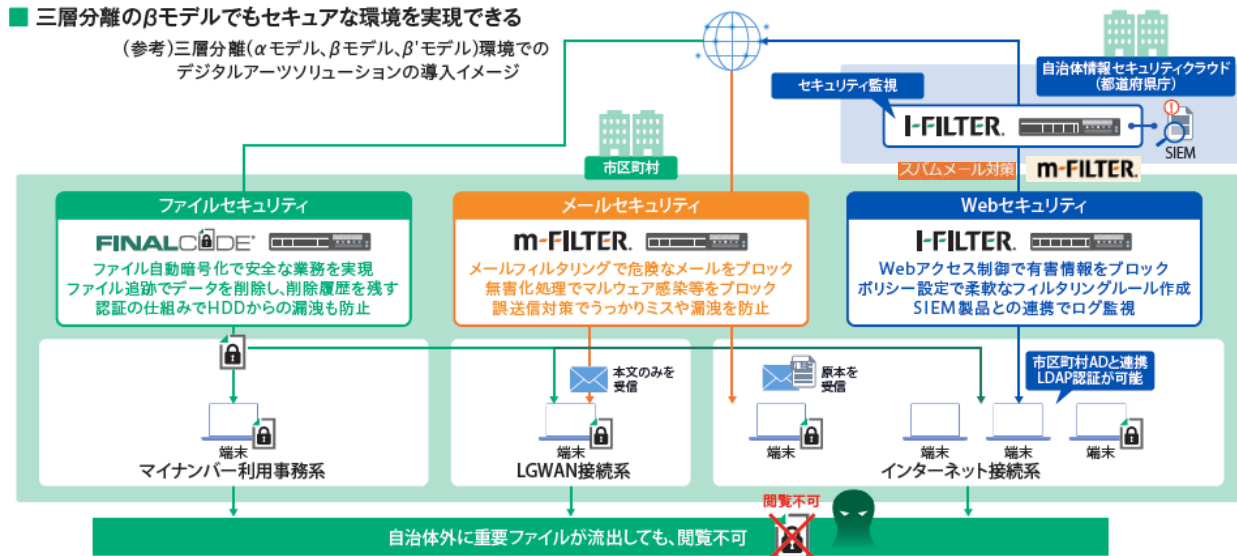 三層分離のβモデルでもセキュアな環境を実現できる
(参考)三層分離(αモデル、βモデル、β'モデル)環境での
デジタルアーツソリューションの導入イメージ
自治体情報セキュリティクラウド
(都道府県庁)
セキュリティ監視
i-FILTER®
SIEM
スパムメール対策
m-FILTER®
市区町村
ファイルセキュリティ
FINALCODE®
ファイル自動暗号化で安全な業務を実現
ファイル追跡でデータを削除し、削除履歴を残す
認証の仕組みでHDDからの漏洩も防止
メールセキュリティ
m-FILTER®
メールフィルタリングで危険なメールをブロック
無害化処理でマルウェア感染等をブロック
誤送信対策でうっかりミスや漏洩を防止
Webセキュリティ
i-FILTER®
Webアクセス制御で有害情報をブロック
ポリシー設定で柔軟なフィルタリングルール作成
SIEM製品との連携でログ監視
本文のみを
受信
原本を
受信
市区町村ADと連携
LDAP認証が可能
端末
マイナンバー利用事務系
端末
LGWAN接続系
端末
端末
端末
端末
インターネット接続系
閲覧不可
自治体外に重要ファイルが流出しても、閲覧不可